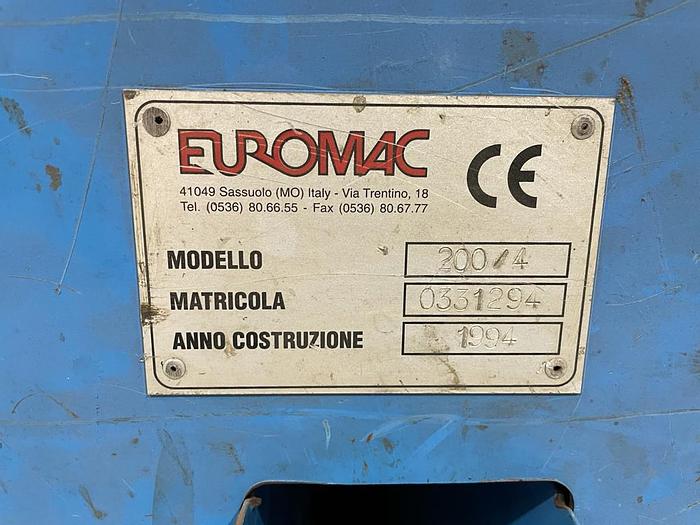 EUROMAC
CE
41049 Sassuolo (MO) Italy - Via Trentino, 18
Tel. (0536) 80.66.55 - Fax (0536) 80.67.77
MODELLO 200/4
MATRICOLA 0331294
ANNO COSTRUZIONE 1994